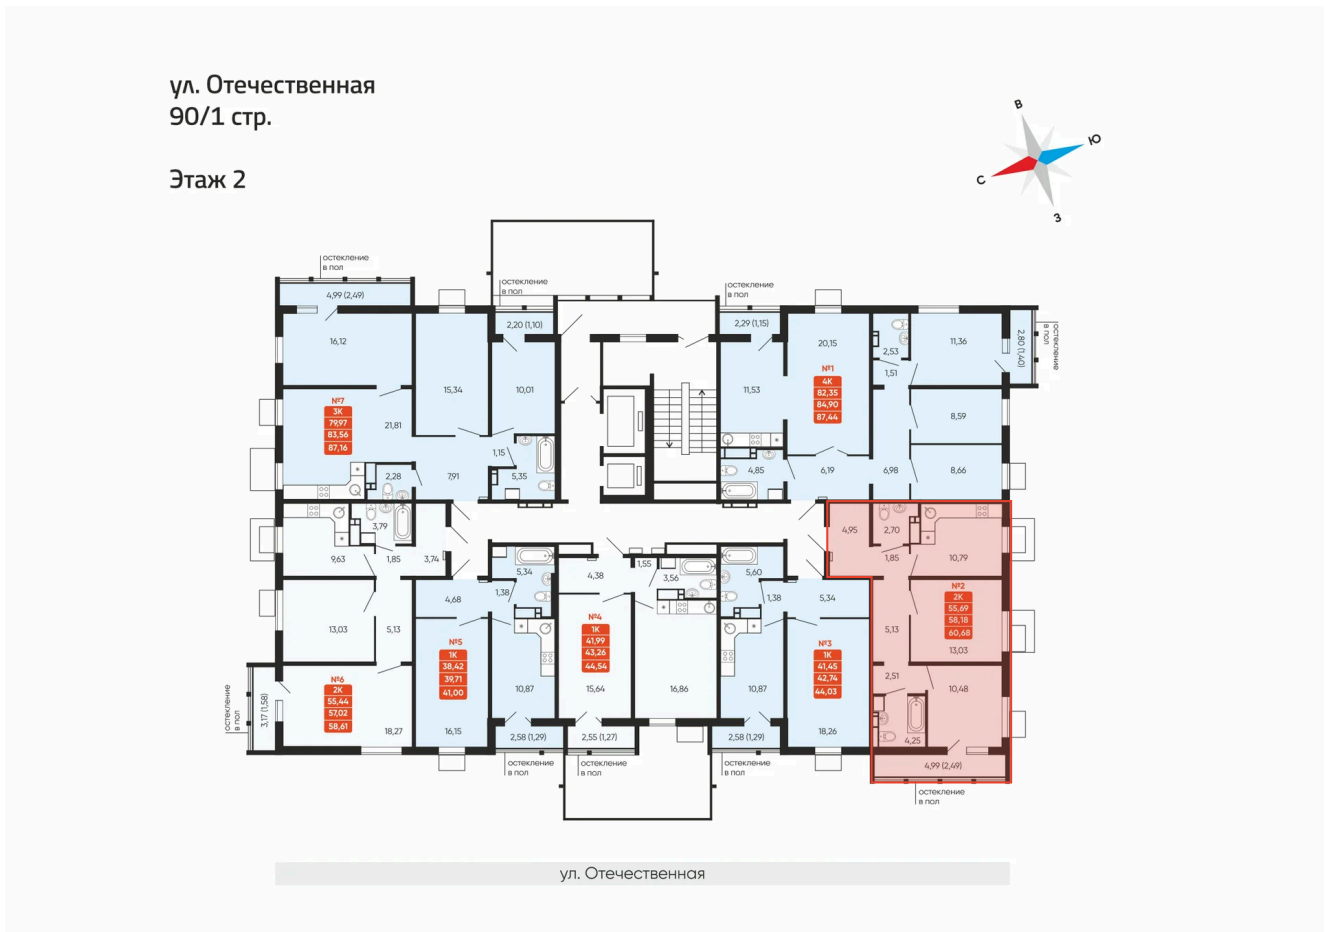 ул. Отечественная
90/1 стр.
Этаж 2
В
Ю
С
З
остекление
в пол
4,99 (2,49)
остекление
в пол
2,20 (1,10)
остекление
в пол
2,29 (1,15)
2,80 (1,40)
остекление
в пол
16,12
15,34
10,01
11,53
20,15
№1
4К
82,35
84,90
87,44
2,53
1,51
11,36
8,59
№7
3К
79,97
83,56
87,16
21,81
1,15
5,35
2,28
7,91
4,85
6,19
6,98
8,66
3,79
9,63
1,85
3,74
4,95
2,70
1,85
10,79
5,34
1,38
4,68
4,38
1,55
3,56
5,60
1,38
5,34
№2
2К
55,69
58,18
60,68
13,03
13,03
5,13
5,13
№5
1К
38,42
39,71
41,00
16,15
10,87
№4
1К
41,99
43,26
44,54
15,64
16,86
10,87
№3
1К
41,45
42,74
44,03
18,26
2,51
10,48
4,25
№6
2К
55,44
57,02
58,61
18,27
остекление
в пол
3,17 (1,58)
2,58 (1,29)
2,55 (1,27)
2,58 (1,29)
4,99 (2,49)
остекление
в пол
остекление
в пол
остекление
в пол
остекление
в пол
ул. Отечественная